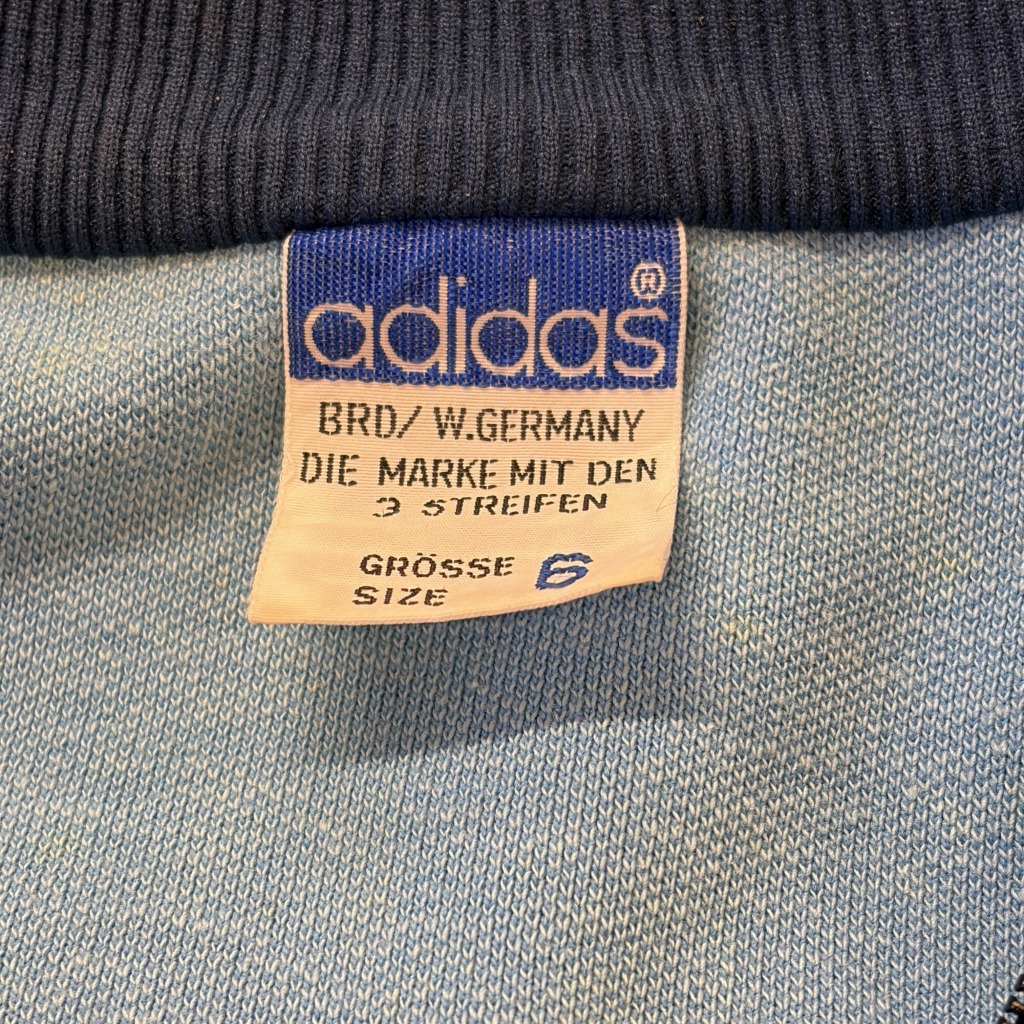 adidas®
BRD/ W.GERMANY
DIE MARKE MIT DEN
3 STREIFEN
GRÖSSE 6
SIZE